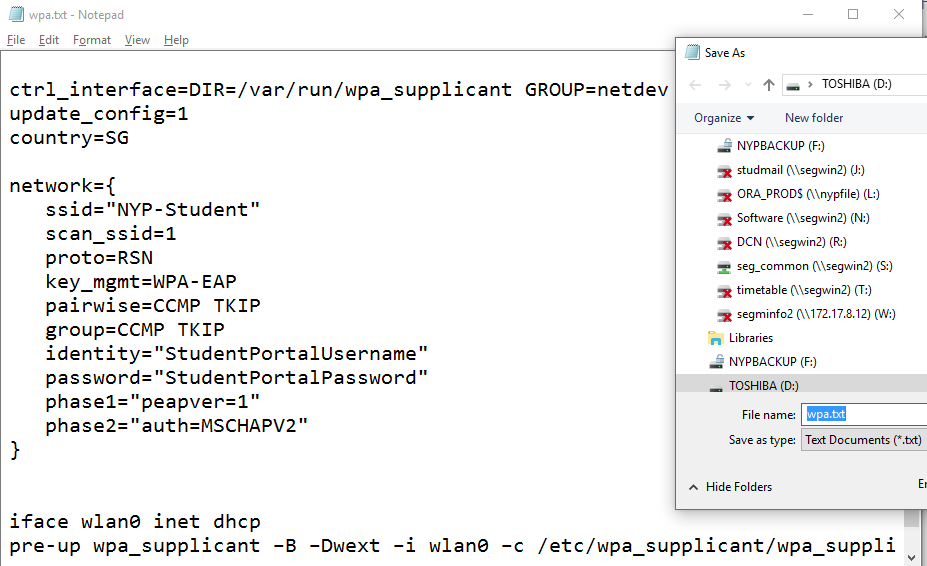 wpa.txt - Notepad
File Edit Format View Help
ctrl_interface=DIR=/var/run/wpa_supplicant GROUP=netdev
update_config=1
country=SG
network={
ssid="NYP-Student"
scan_ssid=1
proto=RSN
key_mgmt=WPA-EAP
pairwise=CCMP TKIP
group=CCMP TKIP
identity="StudentPortalUsername"
password="StudentPortalPassword"
phase1="peapver=1"
phase2="auth=MSCHAPV2"
}
iface wlan0 inet dhcp
pre-up wpa_supplicant –B –Dwext –i wlan0 –c /etc/wpa_supplicant/wpa_suppli
Save As
TOSHIBA (D:)
Organize New folder
NYPBACKUP (F:)
studmail (\\segwin2) (J:)
ORA_PROD$ (\\nypfile) (L:)
Software (\\segwin2) (N:)
DCN (\\segwin2) (R:)
seg_common (\\segwin2) (S:)
timetable (\\segwin2) (T:)
segminfo2 (\\172.17.8.12) (W:)
Libraries
NYPBACKUP (F:)
TOSHIBA (D:)
File name: wpa.txt
Save as type: Text Documents (*.txt)
Hide Folders